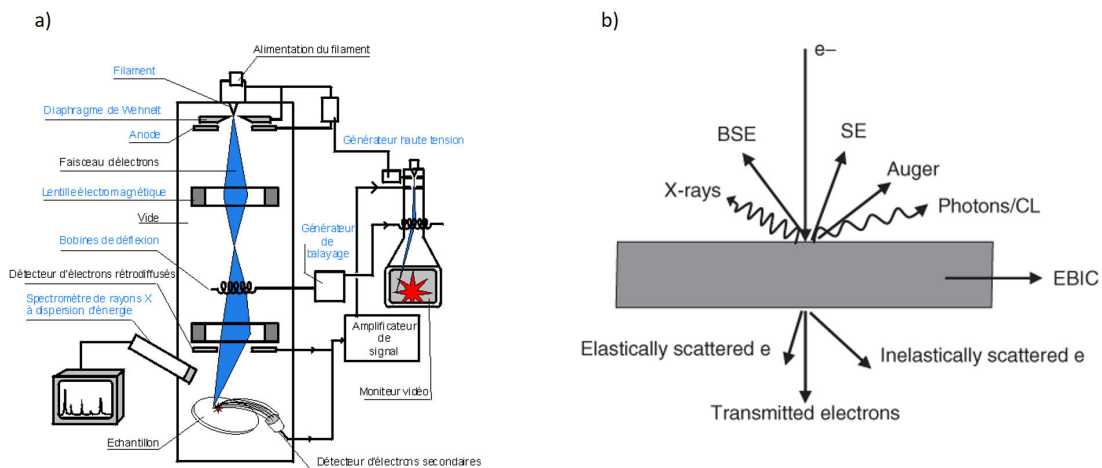 a)
Alimentation du filament
Filament
Diaphragme de Wehnelt
Anode
Générateur haute tension
Faisceau délectrons
Lentille électromagnétique
Vide
Générateur
de
balayage
Bobines de déflexion
Détecteur d'électrons rétrodiffusés
Spectromètre de rayons X
à dispersion d'énergie
Amplificateur
de
signal
Moniteur vidéo
Echantillon
Détecteur d'électrons secondaires
b)
e–
BSE
SE
Auger
X-rays
Photons/CL
EBIC
Elastically scattered e
Inelastically scattered e
Transmitted electrons